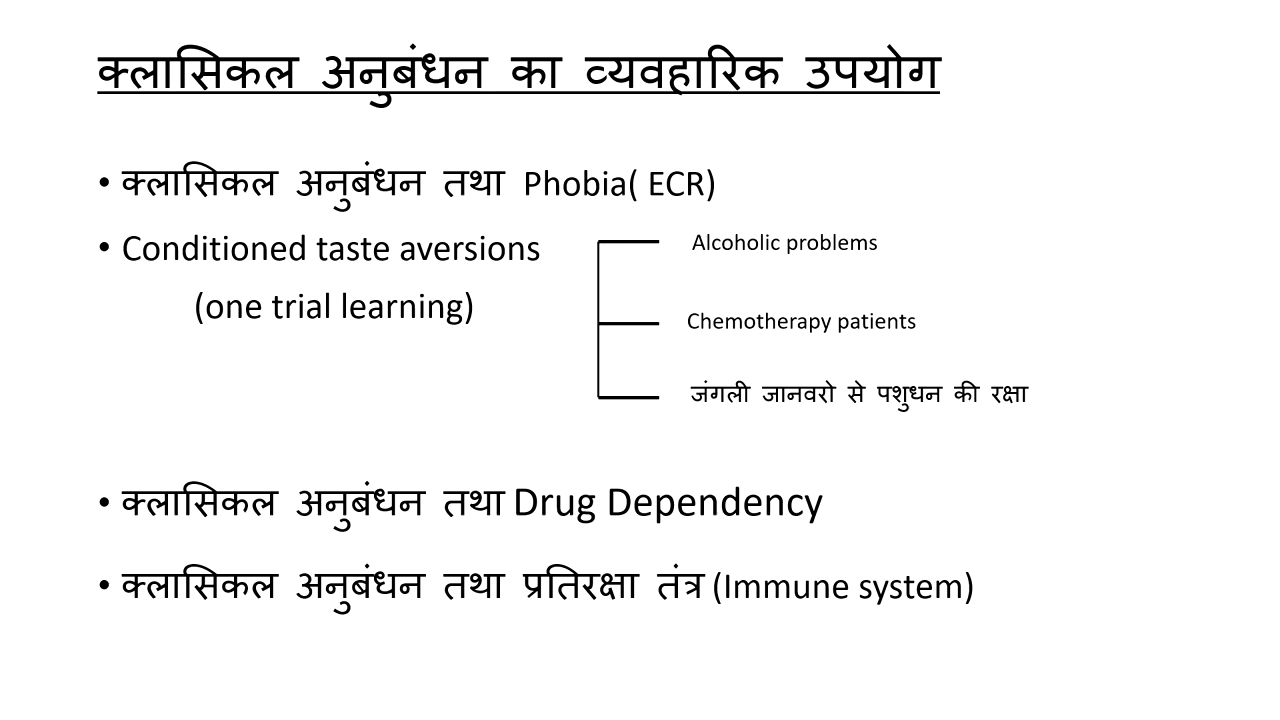 क्लासिकल अनुबंधन का व्यवहारिक उपयोग
• क्लासिकल अनुबंधन तथा Phobia( ECR)
• Conditioned taste aversions
(one trial learning)
Alcoholic problems
Chemotherapy patients
जंगली जानवरो से पशुधन की रक्षा
• क्लासिकल अनुबंधन तथा Drug Dependency
• क्लासिकल अनुबंधन तथा प्रतिरक्षा तंत्र (Immune system)